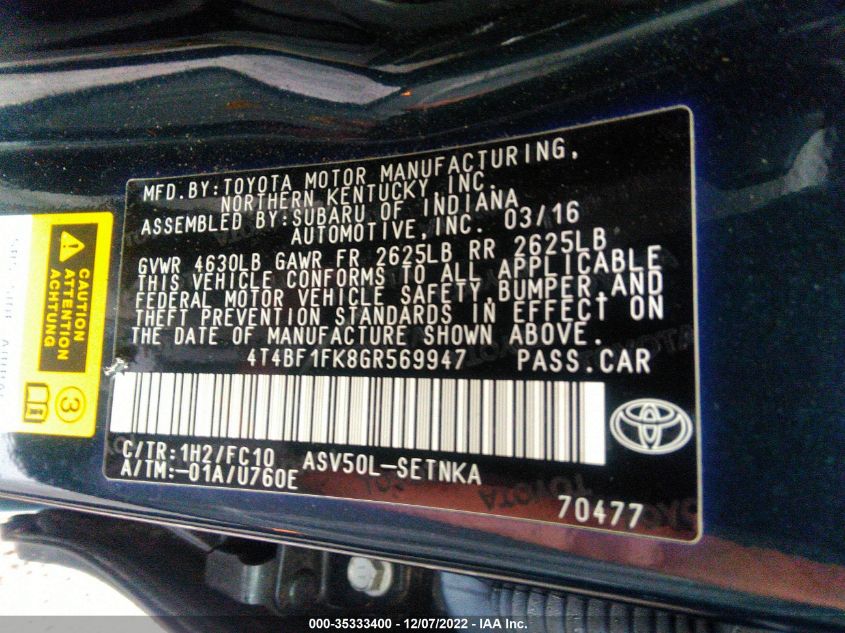 MFD.BY:TOYOTA MOTOR MANUFACTURING,
NORTHERN KENTUCKY, INC.
ASSEMBLED BY:SUBARU OF INDIANA
AUTOMOTIVE,INC. 03/16
GVWR 4630LB GAWR FR 2625LB RR 2625LB
THIS VEHICLE CONFORMS TO ALL APPLICABLE
FEDERAL MOTOR VEHICLE SAFETY,BUMPER,AND
THEFT PREVENTION STANDARDS IN EFFECT ON
THE DATE OF MANUFACTURE SHOWN ABOVE.
4T4BF1FK8GR569947 PASS.CAR
C/TR:1H2/FC10 ASV50L-SETNKA
A/TM:-01A/U760E
70477
CAUTION
ATTENTION
ACHTUNG
3
000-35333400 - 12/07/2022 - IAA Inc.